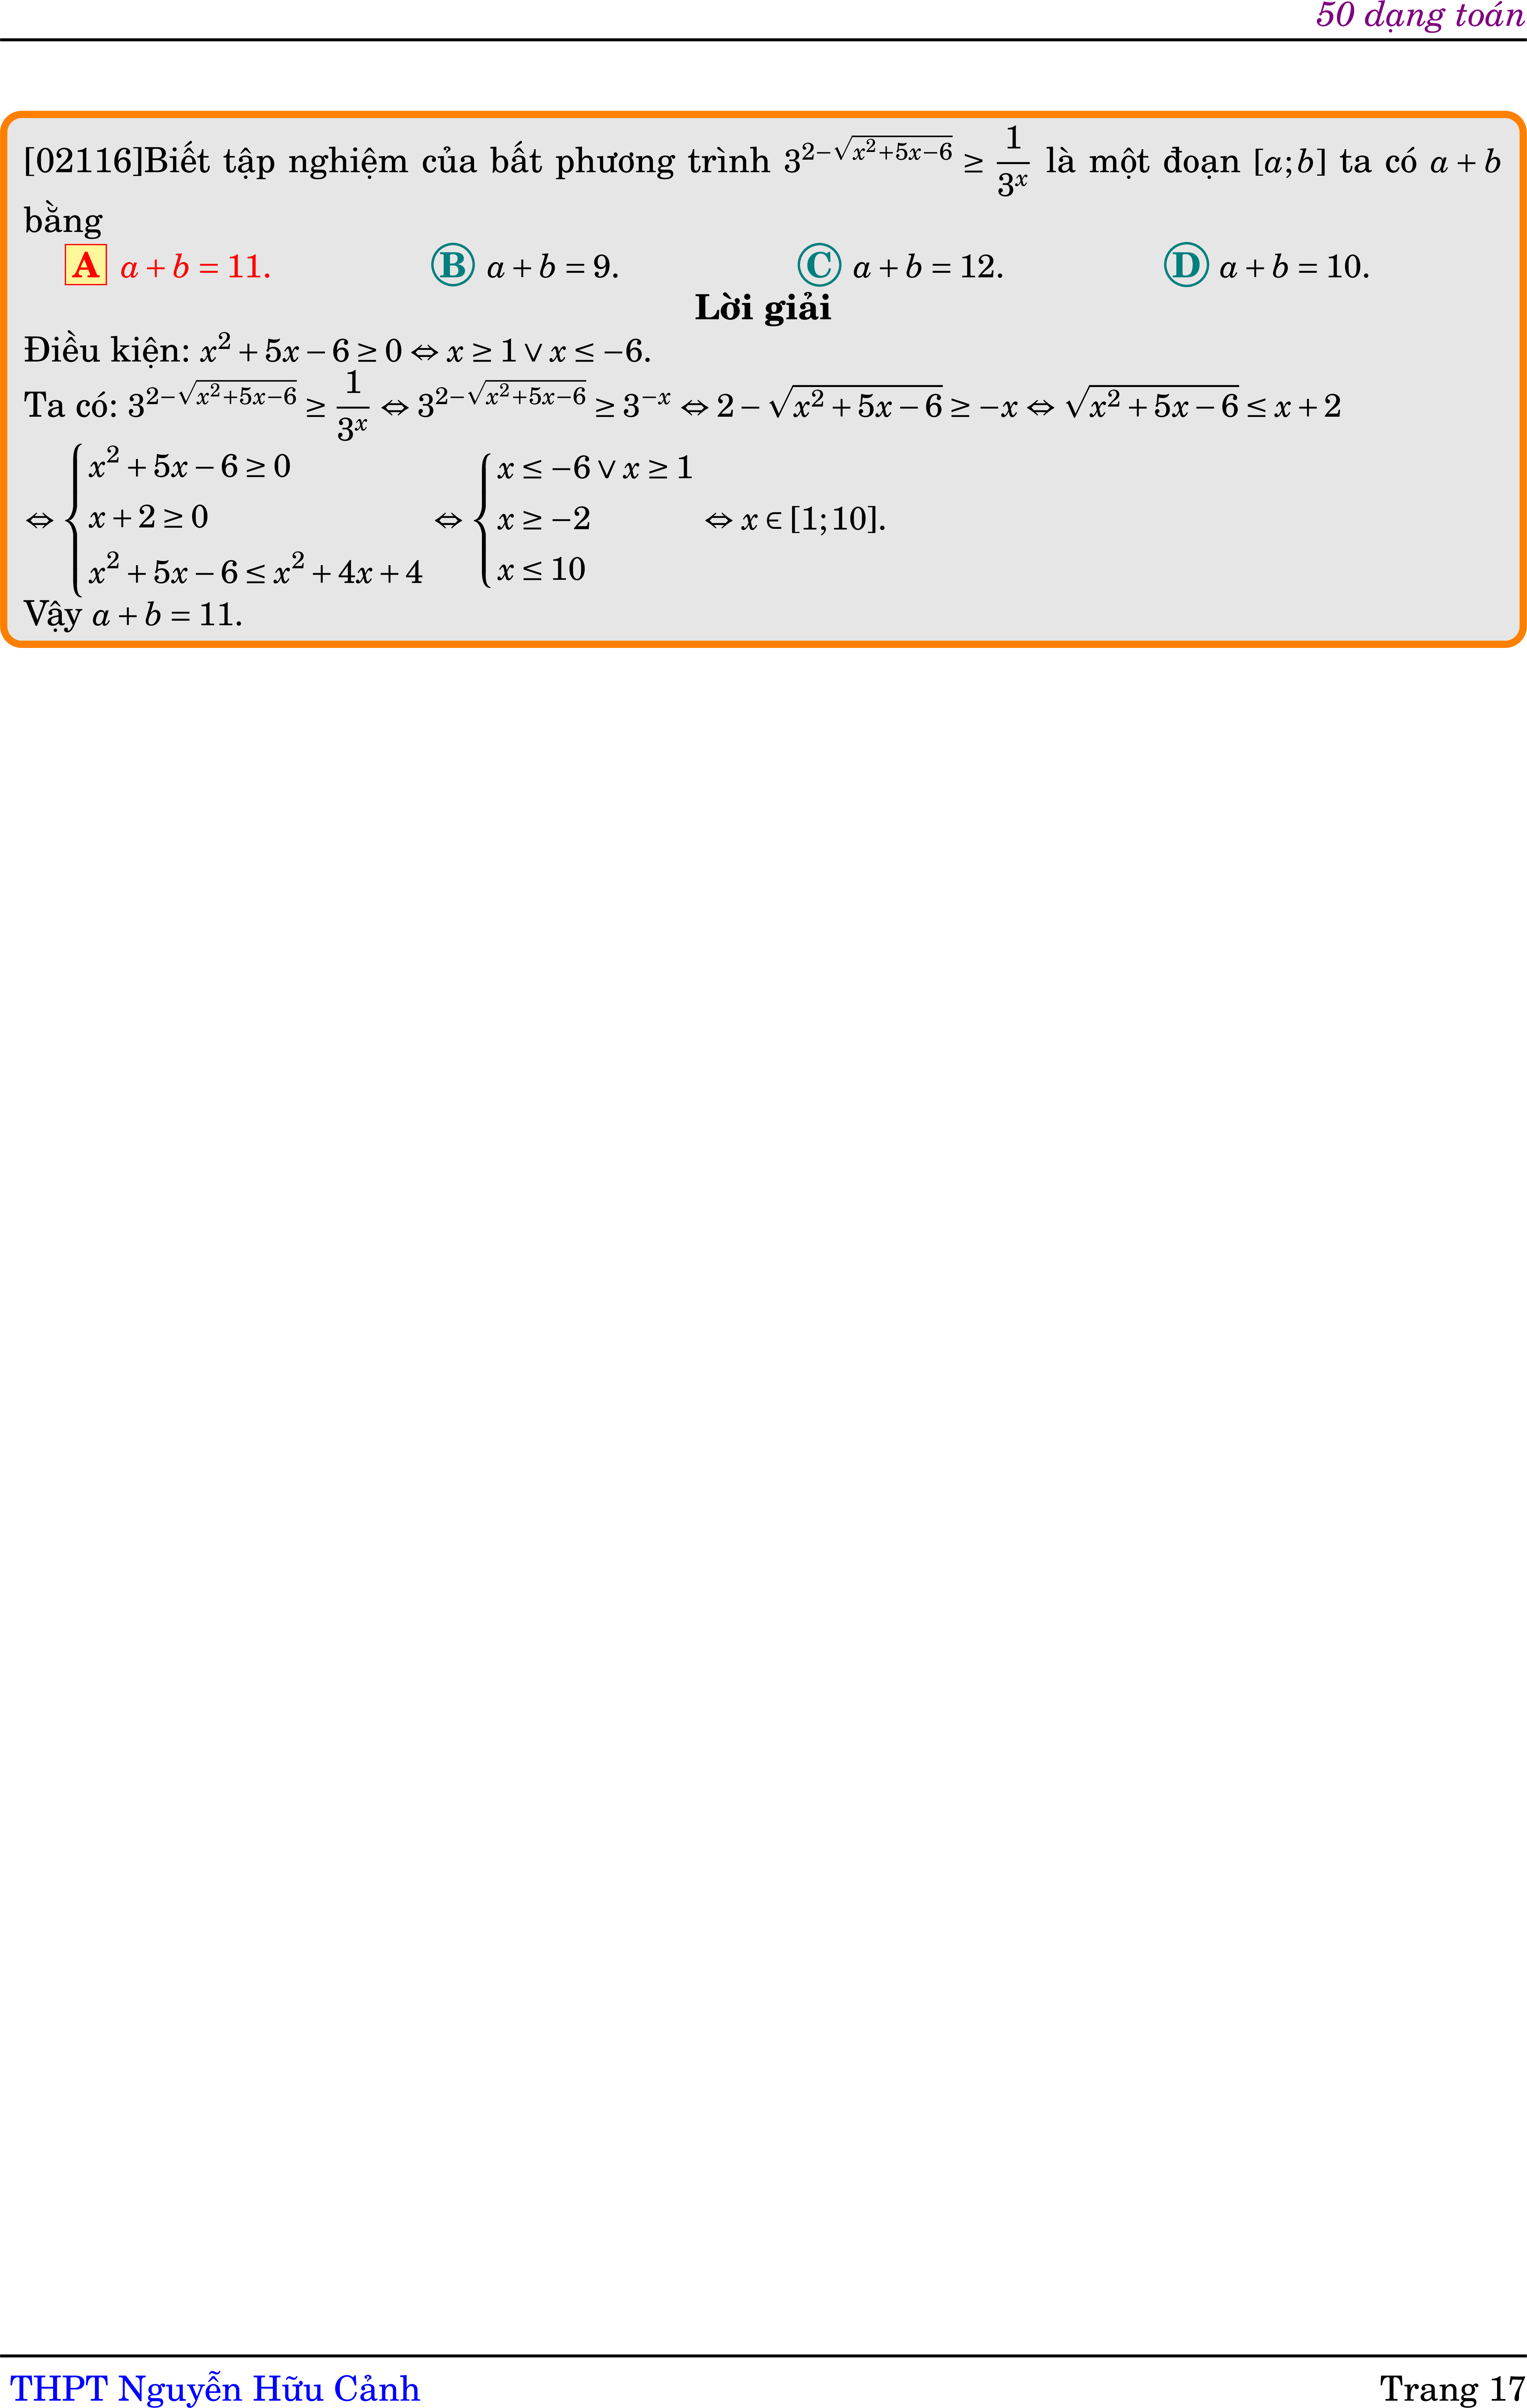 50 dạng toán
[02116]Biết tập nghiệm của bất phương trình $3^{2-\sqrt{x^2+5x-6}} \geq \dfrac{1}{3^x}$ là một đoạn $[a;b]$ ta có $a+b$
bằng
A $a+b=11.$ B $a+b=9.$ C $a+b=12.$ D $a+b=10.$
Lời giải
Điều kiện: $x^2+5x-6 \geq 0 \Leftrightarrow x \geq 1 \vee x \leq -6.$
Ta có: $3^{2-\sqrt{x^2+5x-6}} \geq \dfrac{1}{3^x} \Leftrightarrow 3^{2-\sqrt{x^2+5x-6}} \geq 3^{-x} \Leftrightarrow 2-\sqrt{x^2+5x-6} \geq -x \Leftrightarrow \sqrt{x^2+5x-6} \leq x+2$
$\Leftrightarrow \begin{cases} x^2+5x-6 \geq 0 \\ x+2 \geq 0 \\ x^2+5x-6 \leq x^2+4x+4 \end{cases} \Leftrightarrow \begin{cases} x \leq -6 \vee x \geq 1 \\ x \geq -2 \\ x \leq 10 \end{cases} \Leftrightarrow x \in [1;10].$
Vậy $a+b=11.$
THPT Nguyễn Hữu Cảnh Trang 17